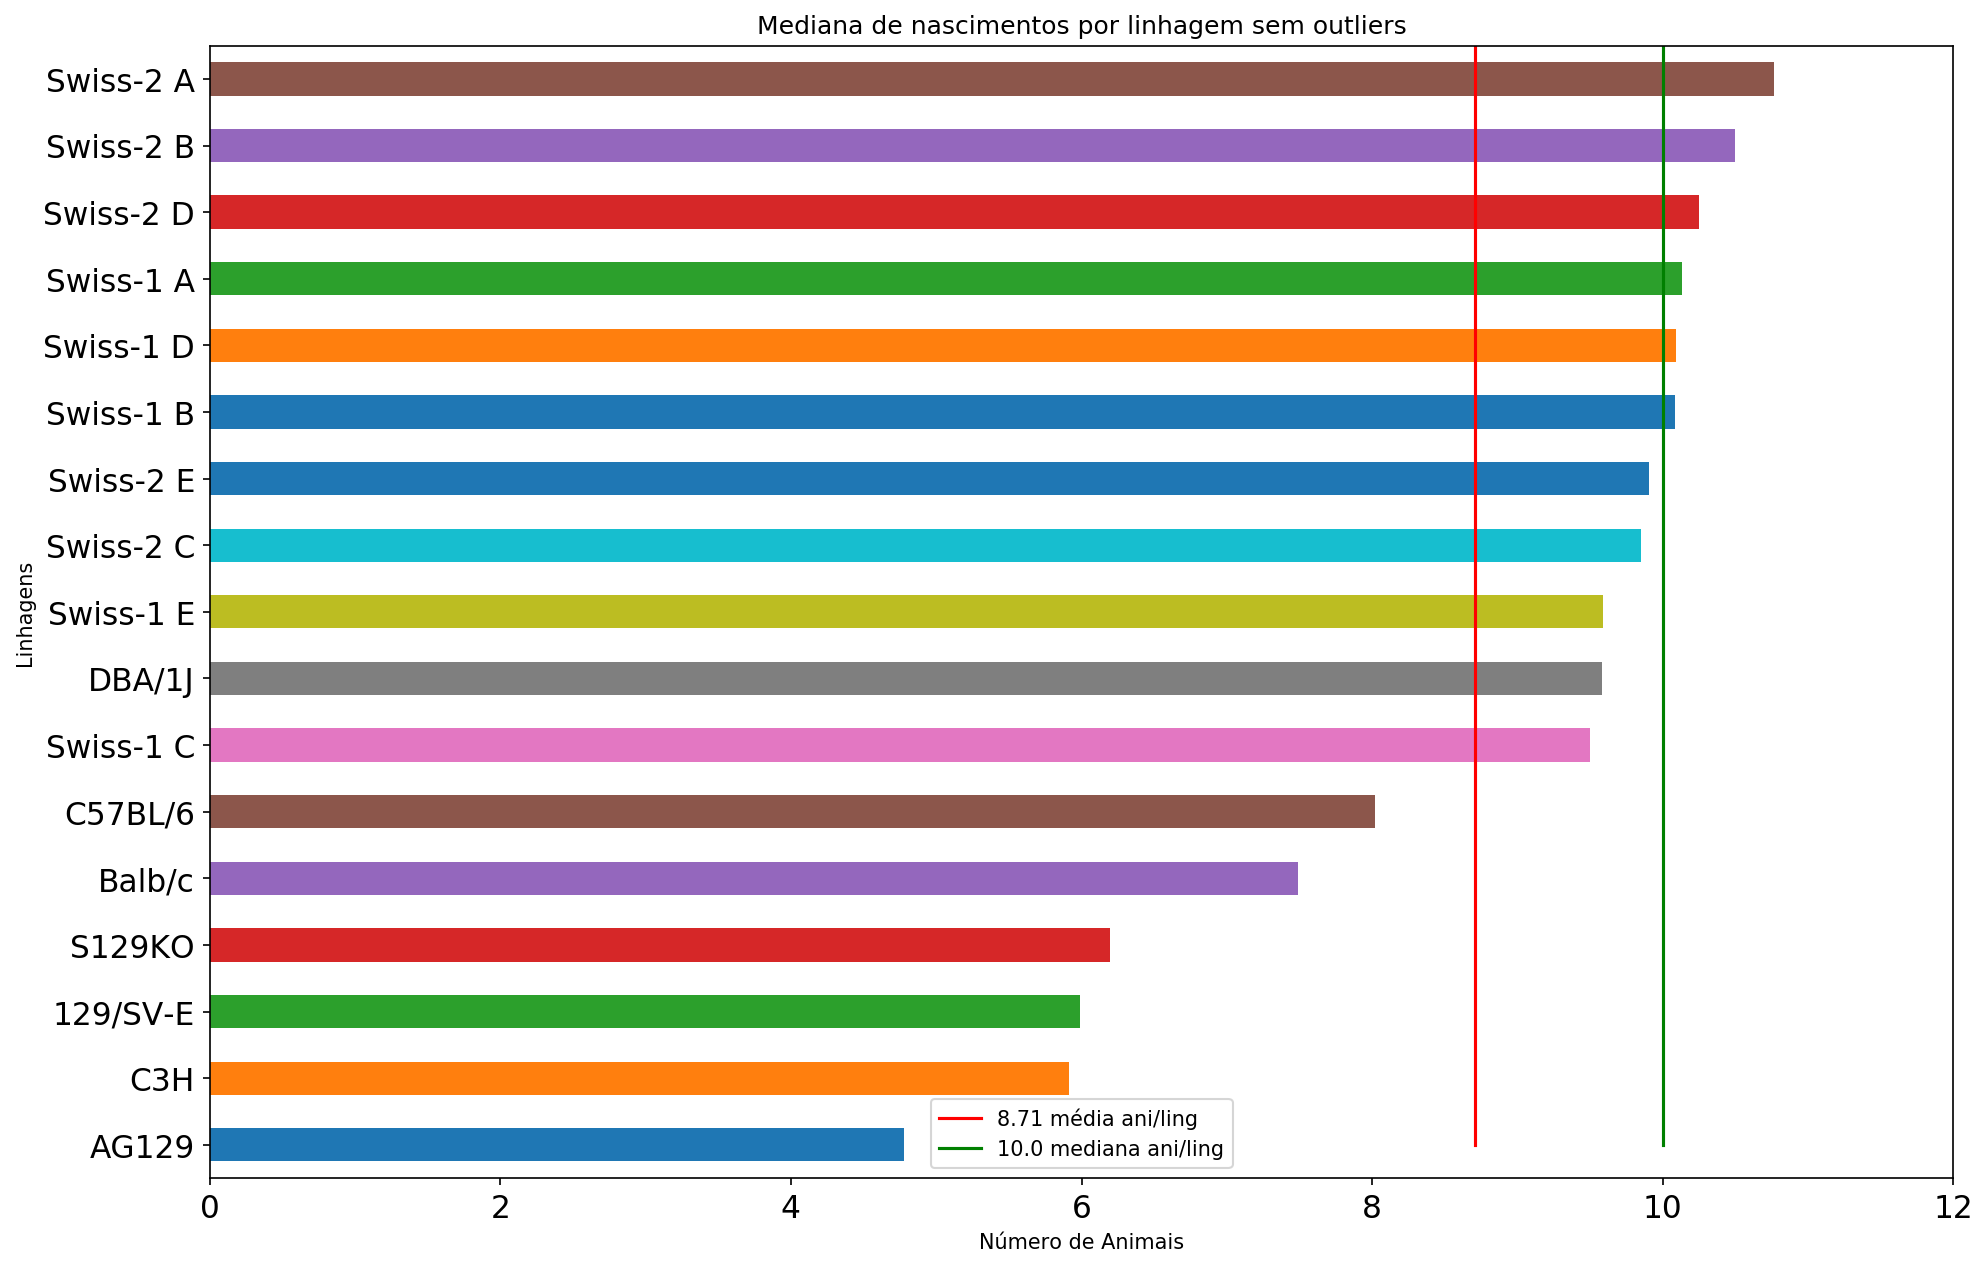 Mediana de nascimentos por linhagem sem outliers
Swiss-2 A
Swiss-2 B
Swiss-2 D
Swiss-1 A
Swiss-1 D
Swiss-1 B
Swiss-2 E
Swiss-2 C
Swiss-1 E
DBA/1J
Swiss-1 C
C57BL/6
Balb/c
S129KO
129/SV-E
C3H
AG129
Linhagens
8.71 média ani/ling
10.0 mediana ani/ling
0 2 4 6 8 10 12
Número de Animais